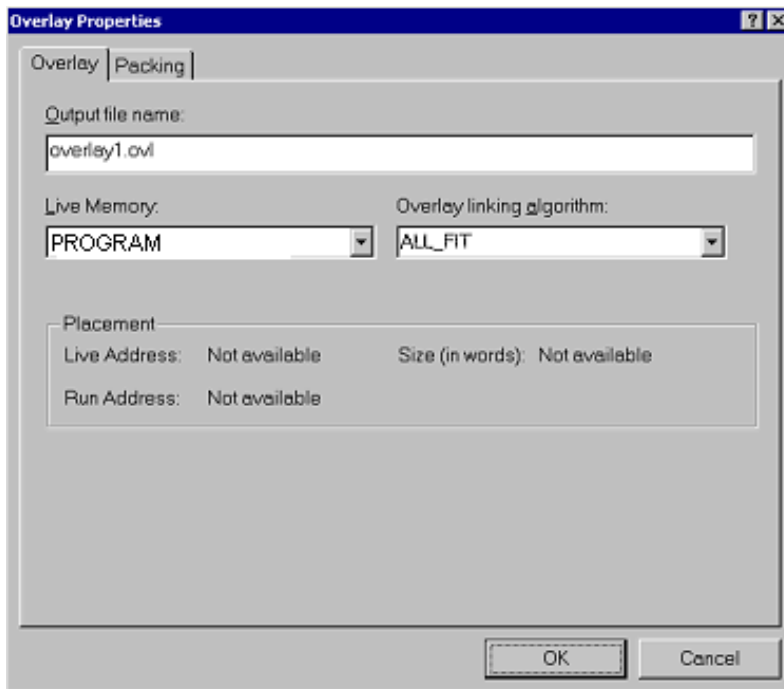 Overlay Properties
Overlay Packing
Output file name:
overlay1.ovl
Live Memory: Overlay linking algorithm:
PROGRAM ALL_FIT
Placement
Live Address: Not available Size (in words): Not available
Run Address: Not available
OK Cancel